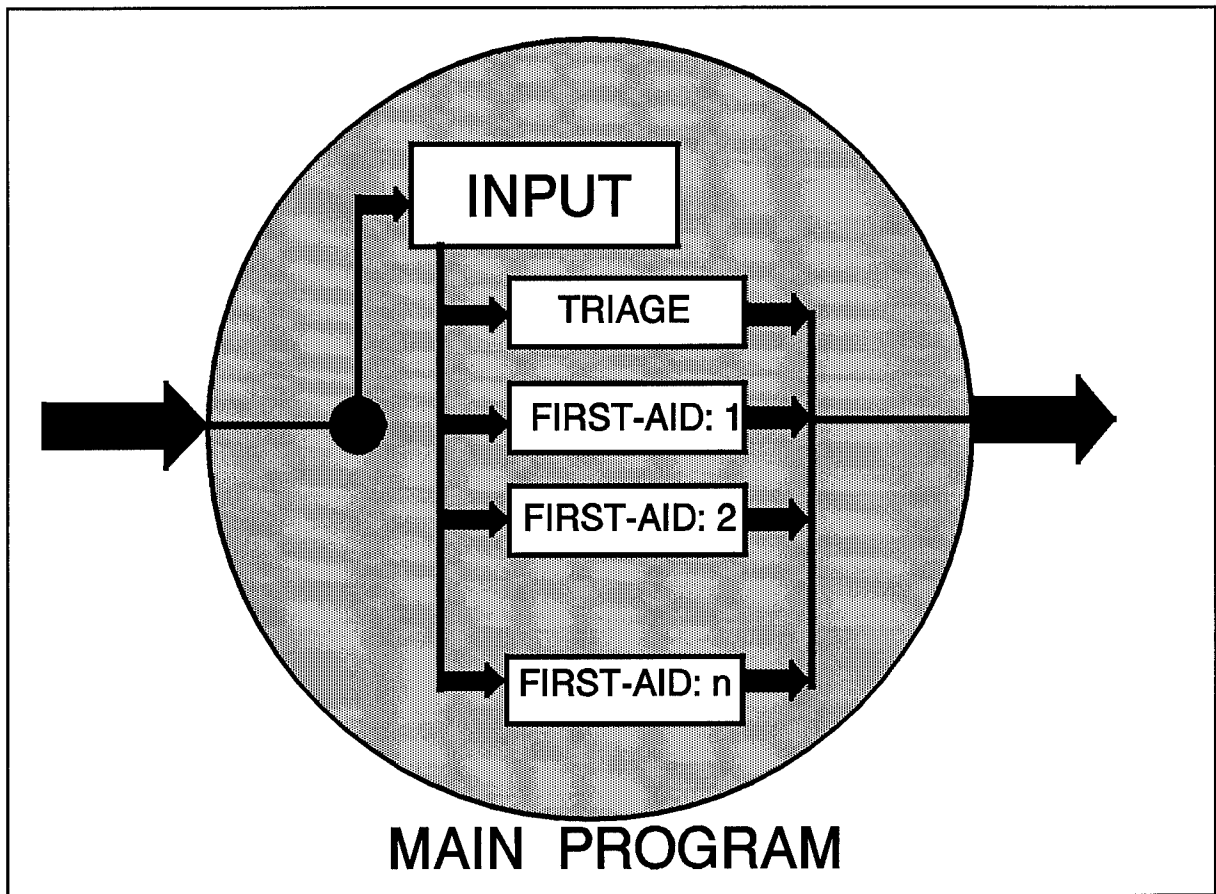 INPUT
TRIAGE
FIRST-AID: 1
FIRST-AID: 2
FIRST-AID: n
MAIN PROGRAM